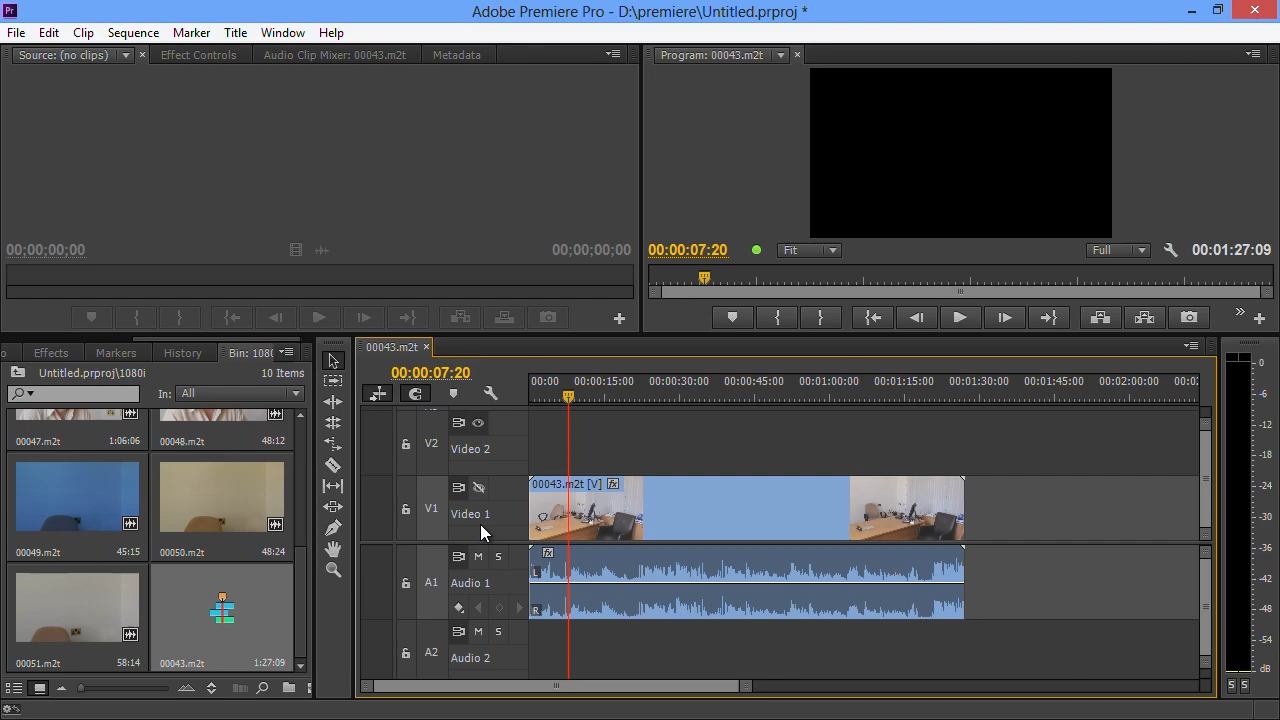 Pr Adobe Premiere Pro - D:\premiere\Untitled.prproj *
File Edit Clip Sequence Marker Title Window Help
Source: (no clips) Effect Controls Audio Clip Mixer: 00043.m2t Metadata
Program: 00043.m2t
00;00;00;00 00;00;00;00
00:00:07:20 Fit Full 00:01:27:09
Effects Markers History Bin: 1080
Untitled.prproj\1080i 10 Items
In: All
00047.m2t 1:06:06
00048.m2t 48:12
00049.m2t 45:15
00050.m2t 48:24
00051.m2t 58:14
00043.m2t 1:27:09
00043.m2t
00:00:07:20
00:00 00:00:15:00 00:00:30:00 00:00:45:00 00:01:00:00 00:01:15:00 00:01:30:00 00:01:45:00 00:02:00:00 00:02
V2 Video 2
V1 Video 1
00043.m2t [V] fx
A1 M S
Audio 1
fx
L
R
A2 M S
Audio 2
0
-6
-12
-18
-24
-30
-36
-42
-48
-54
dB
S S